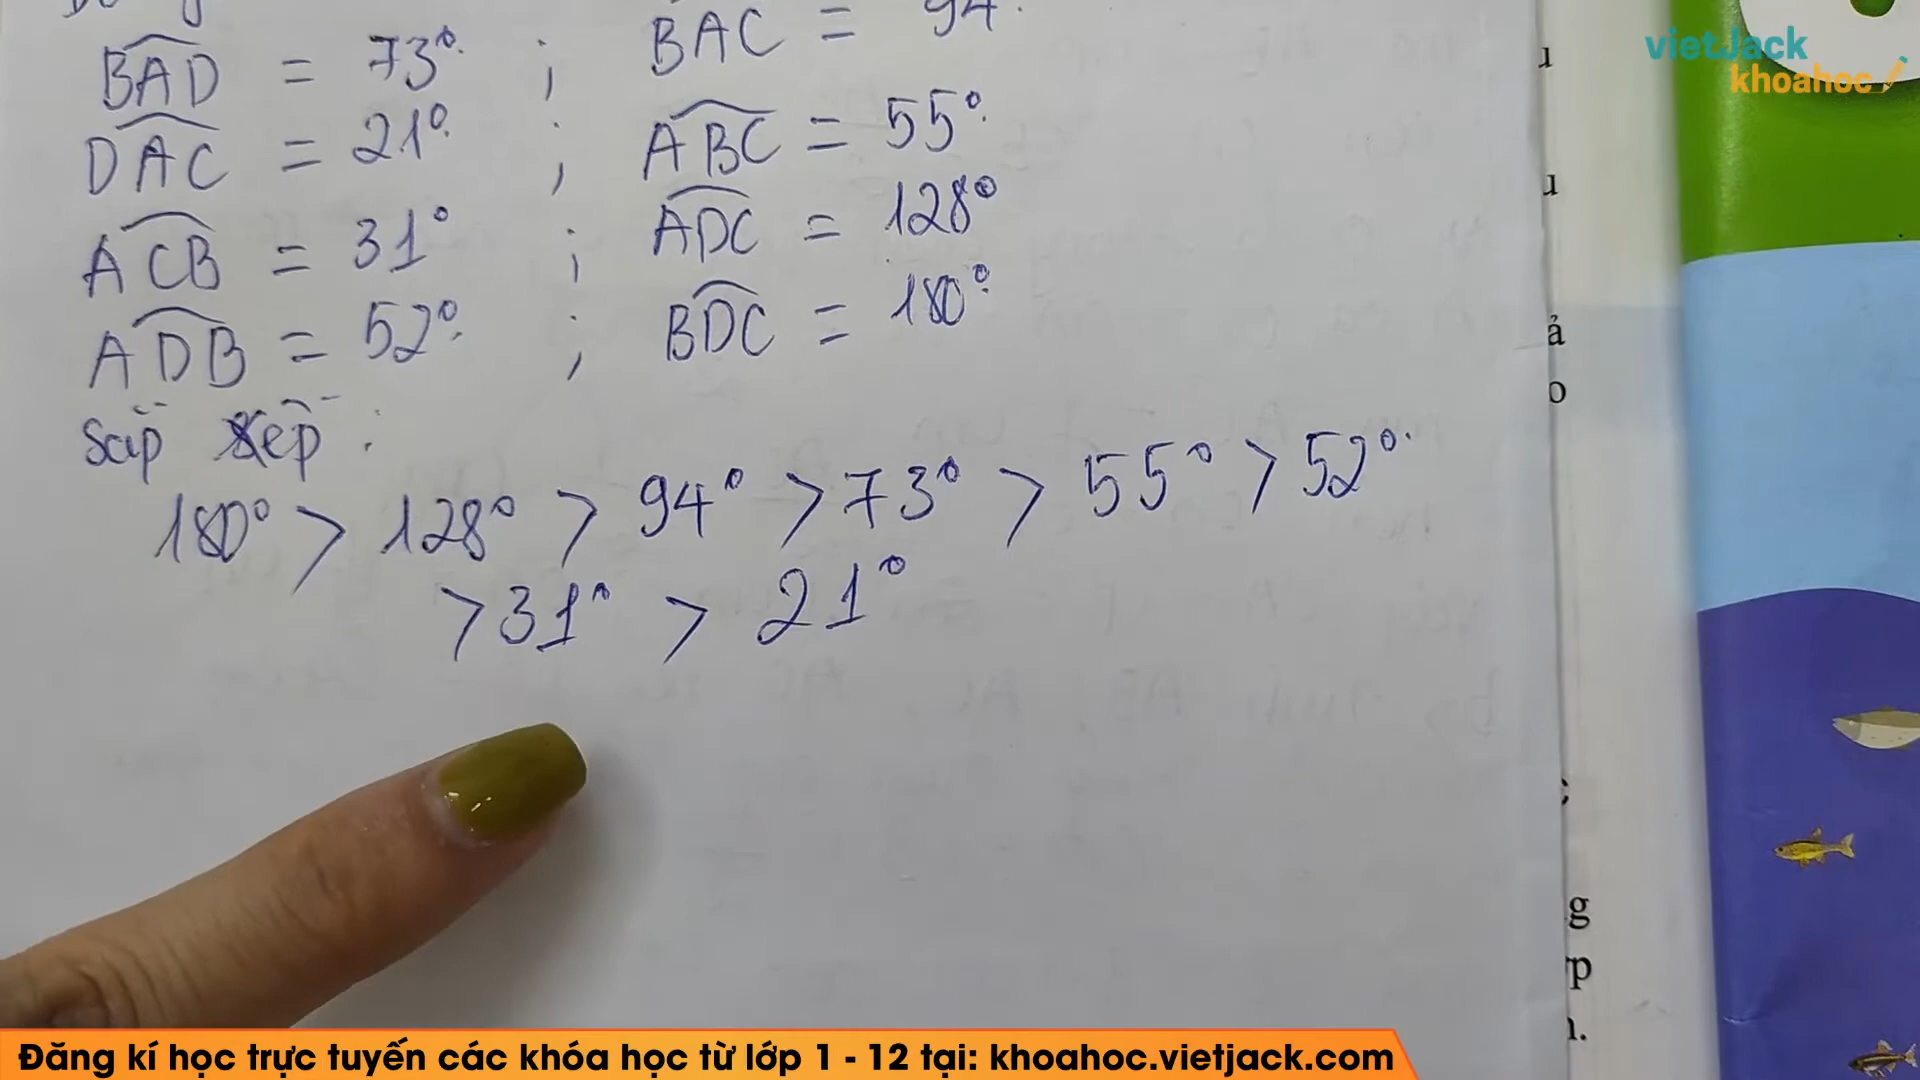 BAD = 73° ; BAC = 94°
DAC = 21° ; ABC = 55°
ACB = 31° ; ADC = 128°
ADB = 52° ; BDC = 180°
Sắp xếp :
180° > 128° > 94° > 73° > 55° > 52°
> 31° > 21°
vietJack
khoahoc
ả
o
g
p
Đăng kí học trực tuyến các khóa học từ lớp 1 - 12 tại: khoahoc.vietjack.com